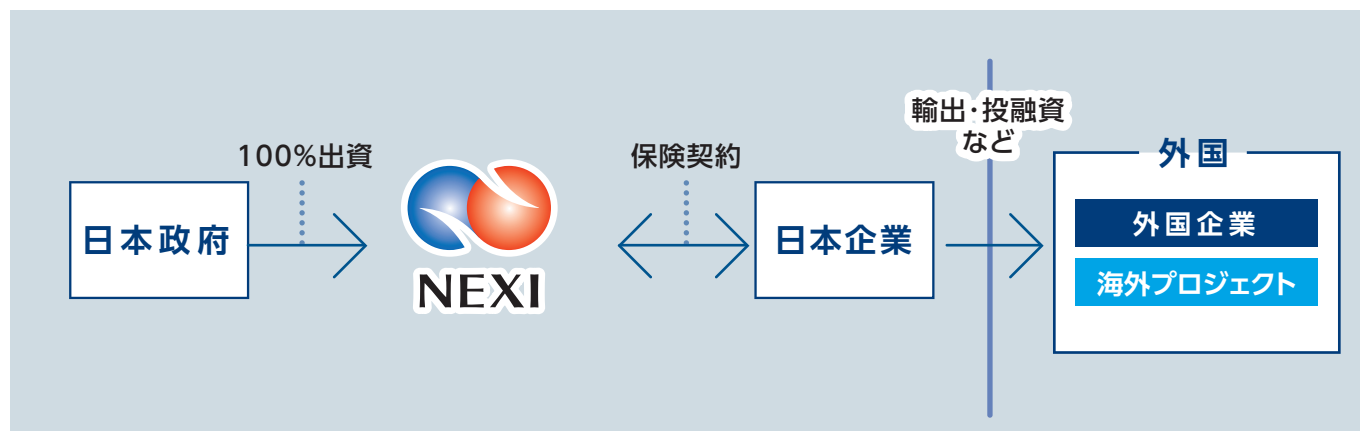 100%出資
日本政府
NEXI
保険契約
日本企業
輸出・投融資
など
外国
外国企業
海外プロジェクト